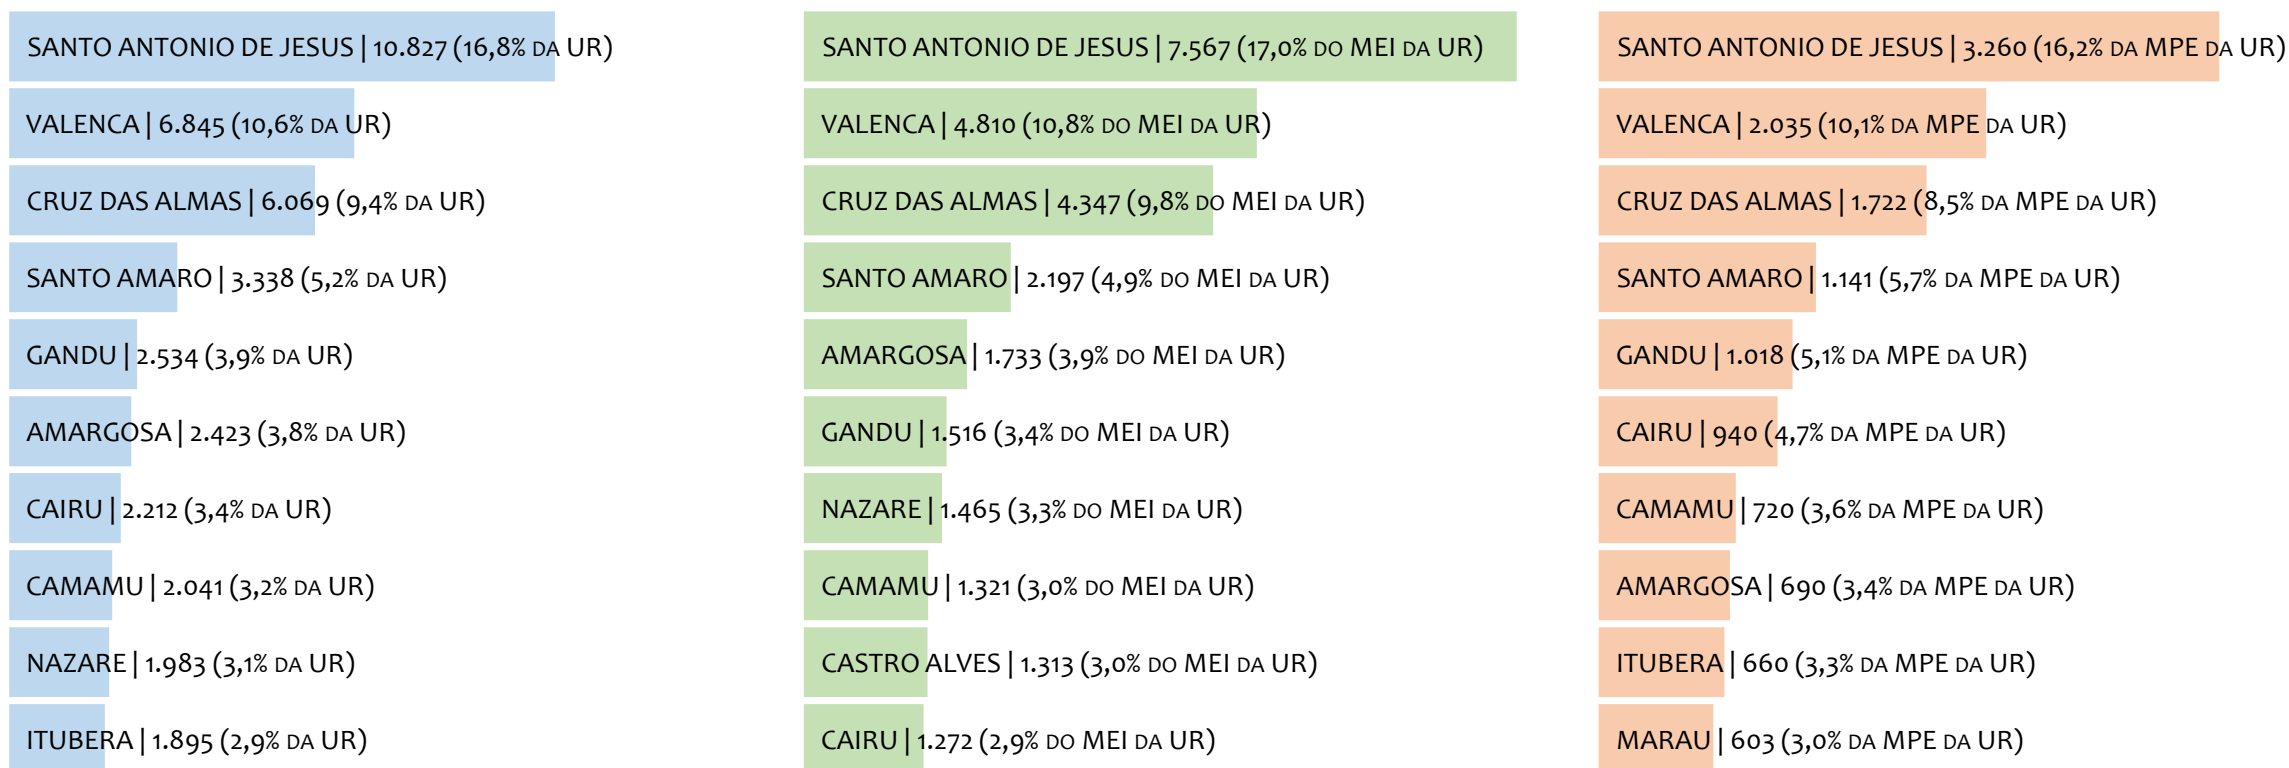 SANTO ANTONIO DE JESUS | 10.827 (16,8% DA UR)
VALENCA | 6.845 (10,6% DA UR)
CRUZ DAS ALMAS | 6.069 (9,4% DA UR)
SANTO AMARO | 3.338 (5,2% DA UR)
GANDU | 2.534 (3,9% DA UR)
AMARGOSA | 2.423 (3,8% DA UR)
CAIRU | 2.212 (3,4% DA UR)
CAMAMU | 2.041 (3,2% DA UR)
NAZARE | 1.983 (3,1% DA UR)
ITUBERA | 1.895 (2,9% DA UR)
SANTO ANTONIO DE JESUS | 7.567 (17,0% DO MEI DA UR)
VALENCA | 4.810 (10,8% DO MEI DA UR)
CRUZ DAS ALMAS | 4.347 (9,8% DO MEI DA UR)
SANTO AMARO | 2.197 (4,9% DO MEI DA UR)
AMARGOSA | 1.733 (3,9% DO MEI DA UR)
GANDU | 1.516 (3,4% DO MEI DA UR)
NAZARE | 1.465 (3,3% DO MEI DA UR)
CAMAMU | 1.321 (3,0% DO MEI DA UR)
CASTRO ALVES | 1.313 (3,0% DO MEI DA UR)
CAIRU | 1.272 (2,9% DO MEI DA UR)
SANTO ANTONIO DE JESUS | 3.260 (16,2% DA MPE DA UR)
VALENCA | 2.035 (10,1% DA MPE DA UR)
CRUZ DAS ALMAS | 1.722 (8,5% DA MPE DA UR)
SANTO AMARO | 1.141 (5,7% DA MPE DA UR)
GANDU | 1.018 (5,1% DA MPE DA UR)
CAIRU | 940 (4,7% DA MPE DA UR)
CAMAMU | 720 (3,6% DA MPE DA UR)
AMARGOSA | 690 (3,4% DA MPE DA UR)
ITUBERA | 660 (3,3% DA MPE DA UR)
MARAU | 603 (3,0% DA MPE DA UR)